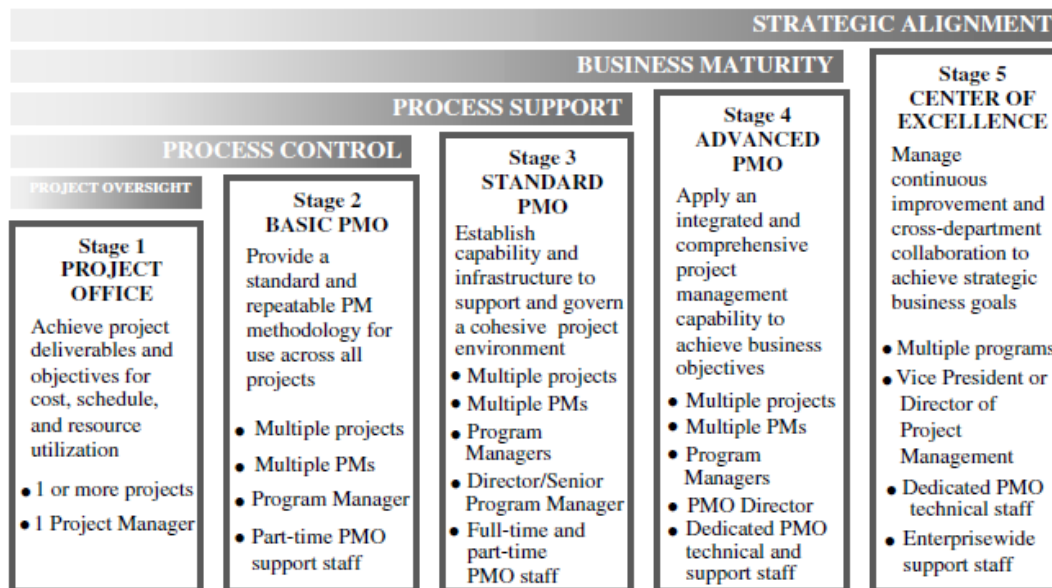 STRATEGIC ALIGNMENT
BUSINESS MATURITY
PROCESS SUPPORT
PROCESS CONTROL
PROJECT OVERSIGHT
Stage 1
PROJECT
OFFICE
Achieve project
deliverables and
objectives for
cost, schedule,
and resource
utilization
● 1 or more projects
● 1 Project Manager
Stage 2
BASIC PMO
Provide a
standard and
repeatable PM
methodology for
use across all
projects
● Multiple projects
● Multiple PMs
● Program Manager
● Part-time PMO
support staff
Stage 3
STANDARD
PMO
Establish
capability and
infrastructure to
support and govern
a cohesive project
environment
● Multiple projects
● Multiple PMs
● Program
Managers
● Director/Senior
Program Manager
● Full-time and
part-time
PMO staff
Stage 4
ADVANCED
PMO
Apply an
integrated and
comprehensive
project
management
capability to
achieve business
objectives
● Multiple projects
● Multiple PMs
● Program
Managers
● PMO Director
● Dedicated PMO
technical and
support staff
Stage 5
CENTER OF
EXCELLENCE
Manage
continuous
improvement and
cross-department
collaboration to
achieve strategic
business goals
● Multiple programs
● Vice President or
Director of
Project
Management
● Dedicated PMO
technical staff
● Enterprisewide
support staff